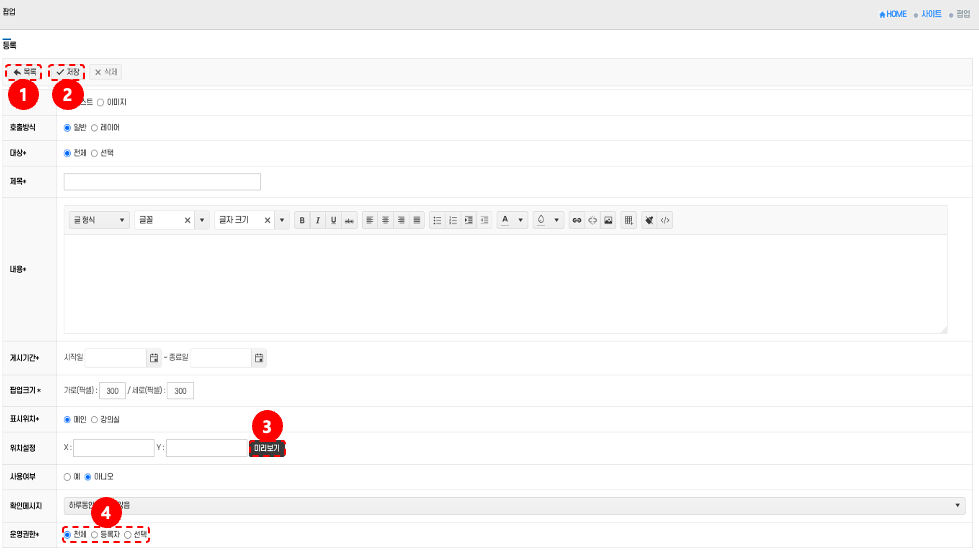 팝업
HOME 사이트 팝업
등록
목록 저장 삭제
1 2
스트 이미지
호출방식 일반 레이어
대상* 전체 선택
제목*
글 형식 글꼴 글자 크기 B I U abc A
내용*
게시기간* 시작일 ~ 종료일
팝업크기 * 가로(픽셀) : 300 / 세로(픽셀) : 300
표시위치* 메인 강의실
3
위치설정 X : Y : 미리보기
사용여부 예 아니오
확인메시지 하루동안 않음
4
운영권한* 전체 등록자 선택